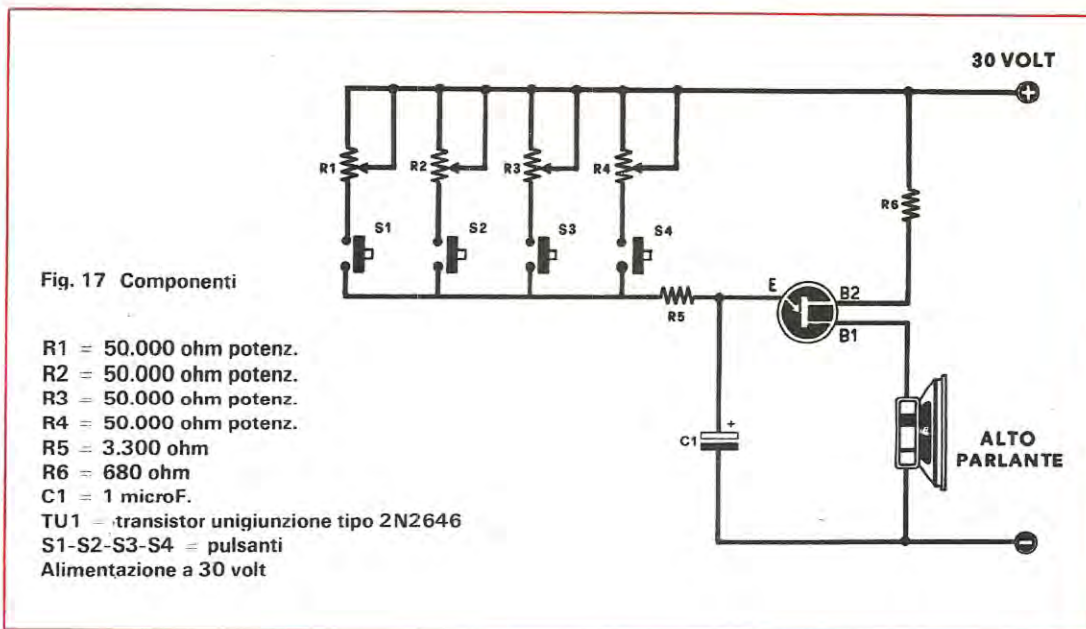 30 VOLT
R1
R2
R3
R4
R6
S1
S2
S3
S4
Fig. 17 Componenti
E
B2
R5
B1
R1 = 50.000 ohm potenz.
R2 = 50.000 ohm potenz.
R3 = 50.000 ohm potenz.
R4 = 50.000 ohm potenz.
R5 = 3.300 ohm
R6 = 680 ohm
C1 = 1 microF.
TU1 = transistor unigiunzione tipo 2N2646
S1-S2-S3-S4 = pulsanti
Alimentazione a 30 volt
C1
+
ALTO
PARLANTE